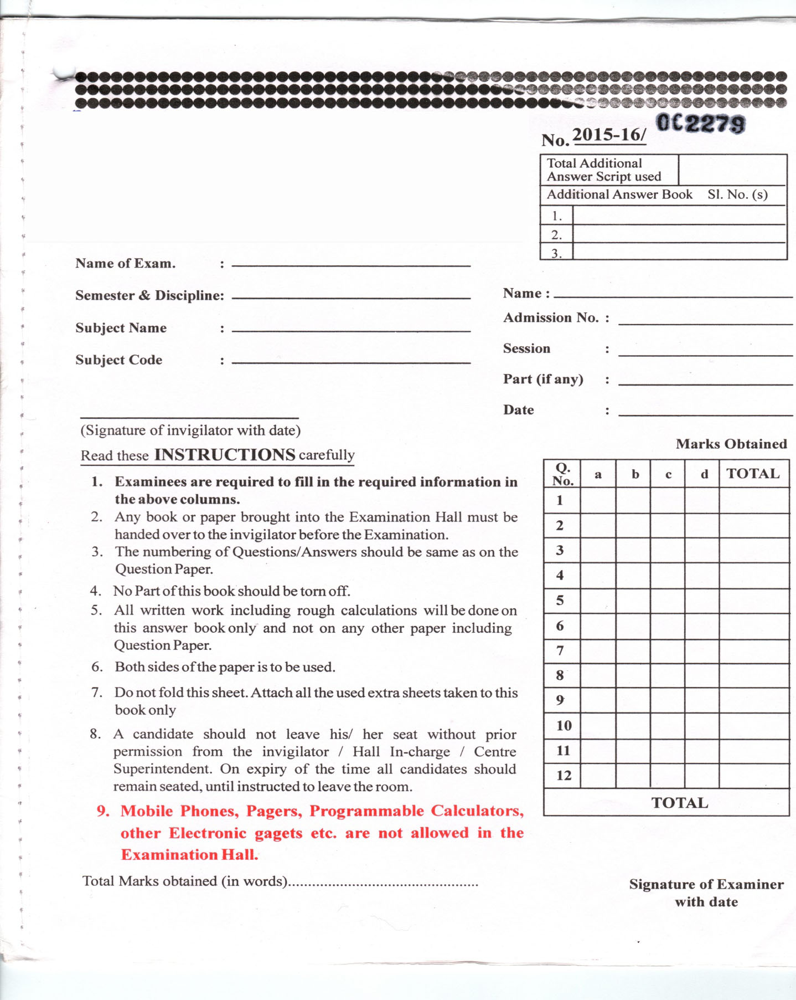 No. 2015-16/ 0C2279
Total Additional
Answer Script used
Additional Answer Book Sl. No. (s)
1.
2.
3.
Name of Exam. :
Semester & Discipline:
Subject Name :
Subject Code :
Name :
Admission No. :
Session :
Part (if any) :
Date :
(Signature of invigilator with date)
Read these INSTRUCTIONS carefully
1. Examinees are required to fill in the required information in
the above columns.
2. Any book or paper brought into the Examination Hall must be
handed over to the invigilator before the Examination.
3. The numbering of Questions/Answers should be same as on the
Question Paper.
4. No Part of this book should be torn off.
5. All written work including rough calculations will be done on
this answer book only and not on any other paper including
Question Paper.
6. Both sides of the paper is to be used.
7. Do not fold this sheet. Attach all the used extra sheets taken to this
book only
8. A candidate should not leave his/ her seat without prior
permission from the invigilator / Hall In-charge / Centre
Superintendent. On expiry of the time all candidates should
remain seated, until instructed to leave the room.
9. Mobile Phones, Pagers, Programmable Calculators,
other Electronic gagets etc. are not allowed in the
Examination Hall.
Total Marks obtained (in words)..............................................
Marks Obtained
Q. No. a b c d TOTAL
1
2
3
4
5
6
7
8
9
10
11
12
TOTAL
Signature of Examiner
with date